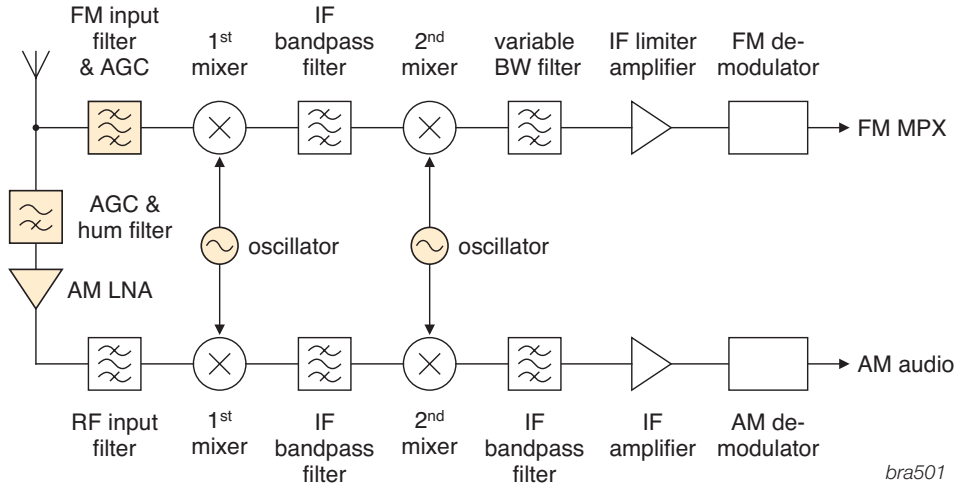 FM input
filter
& AGC
1st
mixer
IF
bandpass
filter
2nd
mixer
variable
BW filter
IF limiter
amplifier
FM de-
modulator
FM MPX
AGC &
hum filter
oscillator
oscillator
AM LNA
AM audio
RF input
filter
1st
mixer
IF
bandpass
filter
2nd
mixer
IF
bandpass
filter
IF
amplifier
AM de-
modulator
bra501